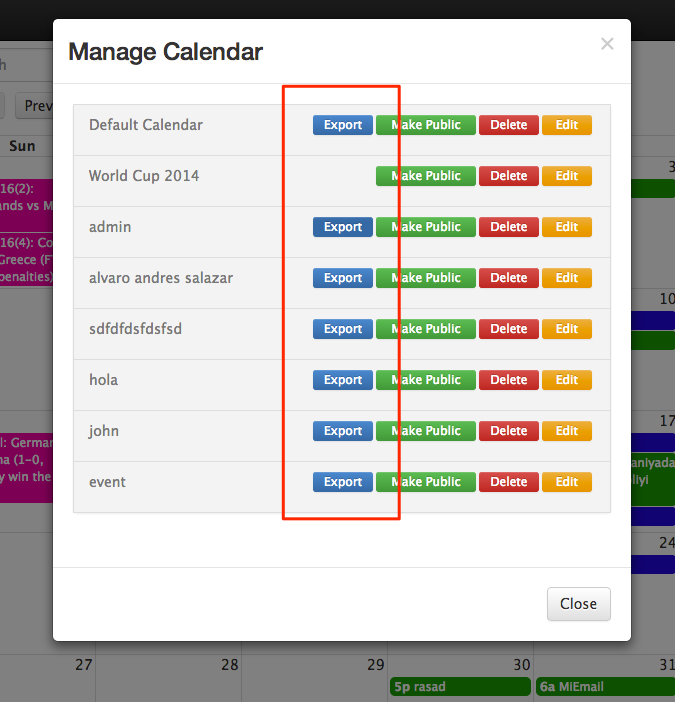 Manage Calendar
×
h
Prev
Sun
3
Default Calendar Export Make Public Delete Edit
World Cup 2014 Make Public Delete Edit
16(2):
ands vs M
admin Export Make Public Delete Edit
16(4): Co
Greece (F
penalties)
alvaro andres salazar Export Make Public Delete Edit
10
sdfdfdsfdsfsd Export Make Public Delete Edit
hola Export Make Public Delete Edit
17
john Export Make Public Delete Edit
l: German
na (1-0,
y win the
aniyada
liyi
event Export Make Public Delete Edit
24
Close
27 28 29 30 31
5p rasad 6a MiEmail